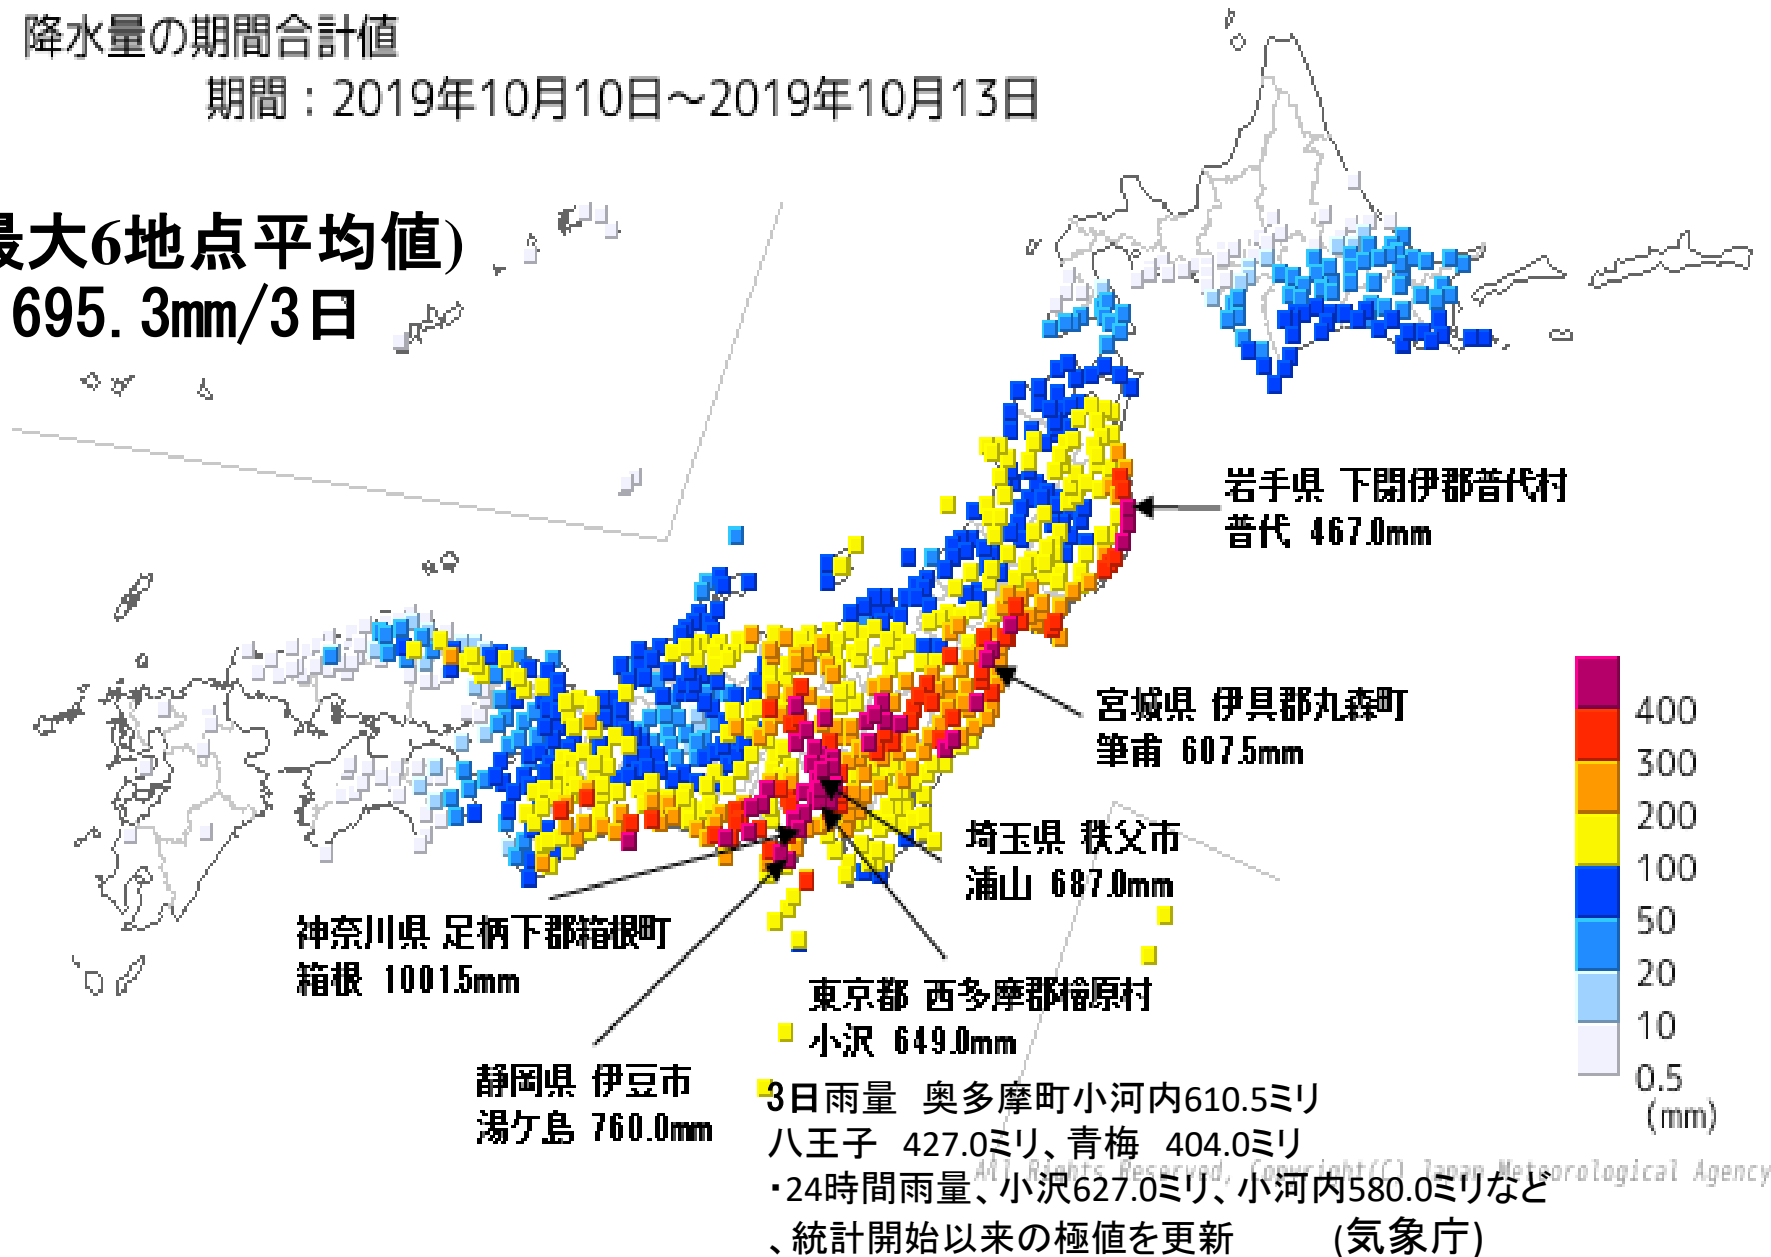 降水量の期間合計値
期間：2019年10月10日～2019年10月13日
最大6地点平均値)
695.3mm/3日
岩手県 下閉伊郡普代村
普代 467.0mm
宮城県 伊具郡丸森町
筆甫 607.5mm
埼玉県 秩父市
浦山 687.0mm
神奈川県 足柄下郡箱根町
箱根 1001.5mm
東京都 西多摩郡檜原村
小沢 649.0mm
静岡県 伊豆市
湯ケ島 760.0mm
400
300
200
100
50
20
10
0.5
(mm)
3日雨量　奥多摩町小河内610.5ミリ
八王子　427.0ミリ、青梅　404.0ミリ
All Rights Reserved, Copyright(C) Japan Meteorological Agency
・24時間雨量、小沢627.0ミリ、小河内580.0ミリなど
、統計開始以来の極値を更新　　　(気象庁)